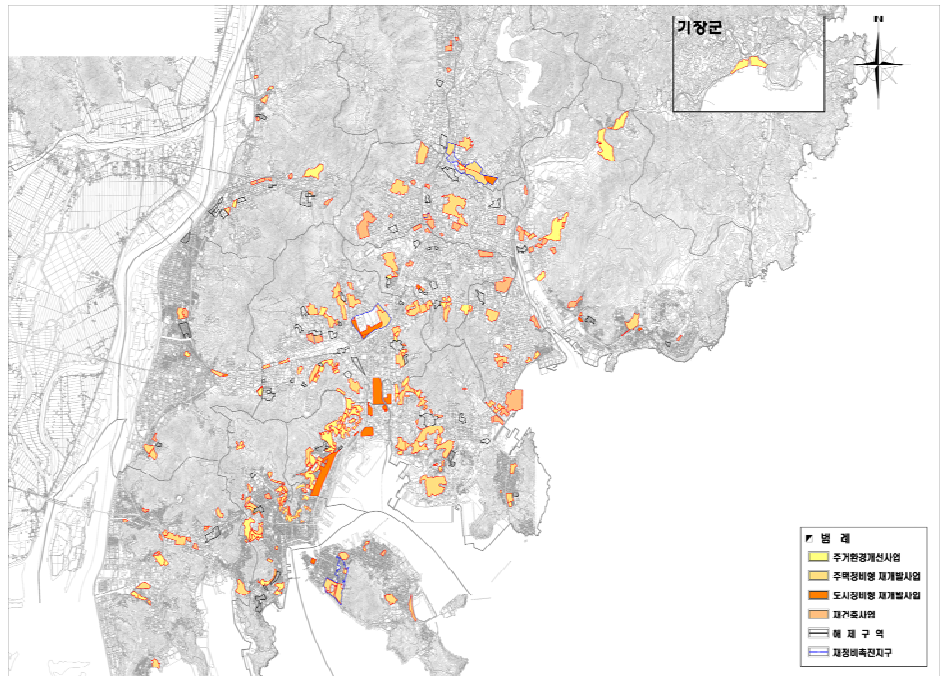 기장군
N
범 례
주거환경개선사업
주택정비형 재개발사업
도시정비형 재개발사업
재건축사업
해 제 구 역
재정비촉진지구